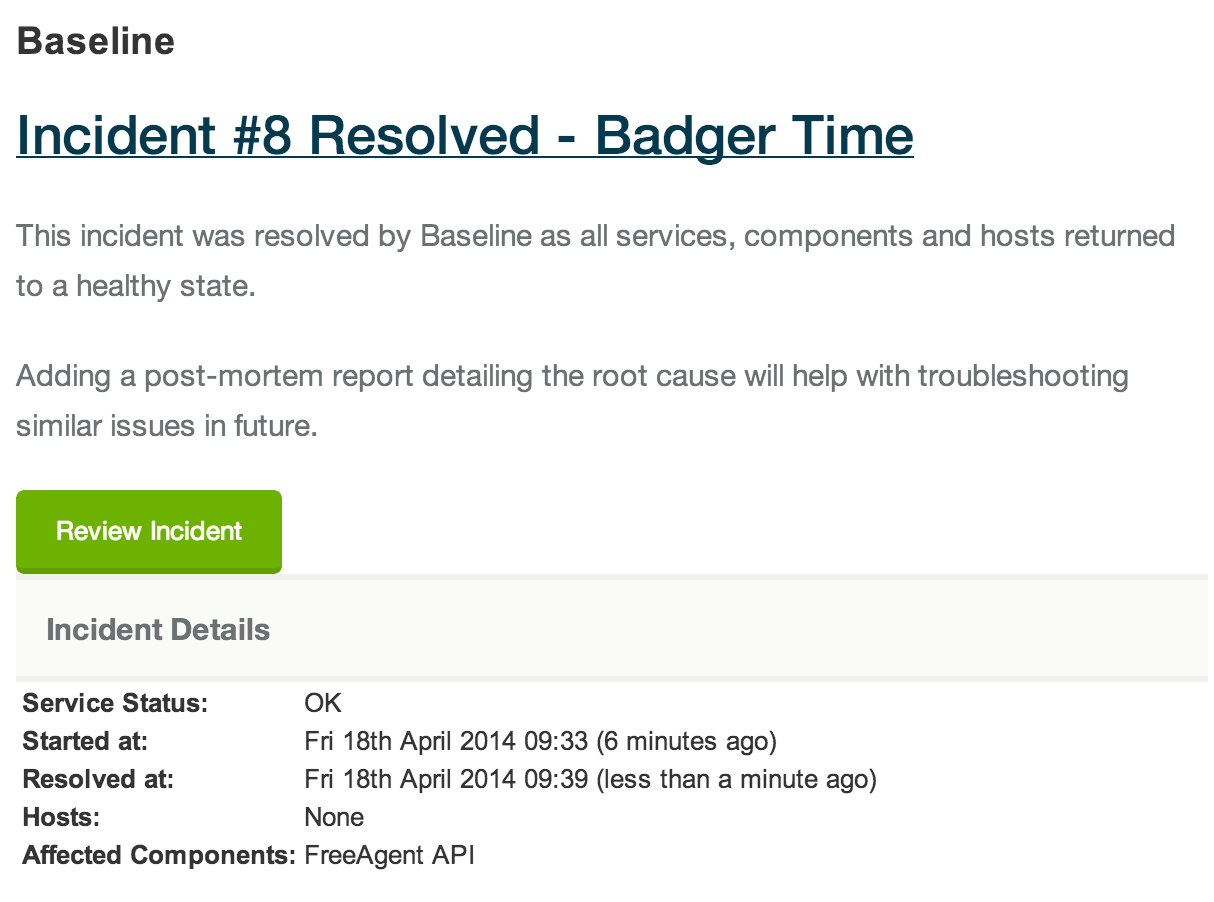 Baseline
Incident #8 Resolved - Badger Time
This incident was resolved by Baseline as all services, components and hosts returned
to a healthy state.
Adding a post-mortem report detailing the root cause will help with troubleshooting
similar issues in future.
Review Incident
Incident Details
Service Status: OK
Started at: Fri 18th April 2014 09:33 (6 minutes ago)
Resolved at: Fri 18th April 2014 09:39 (less than a minute ago)
Hosts: None
Affected Components: FreeAgent API